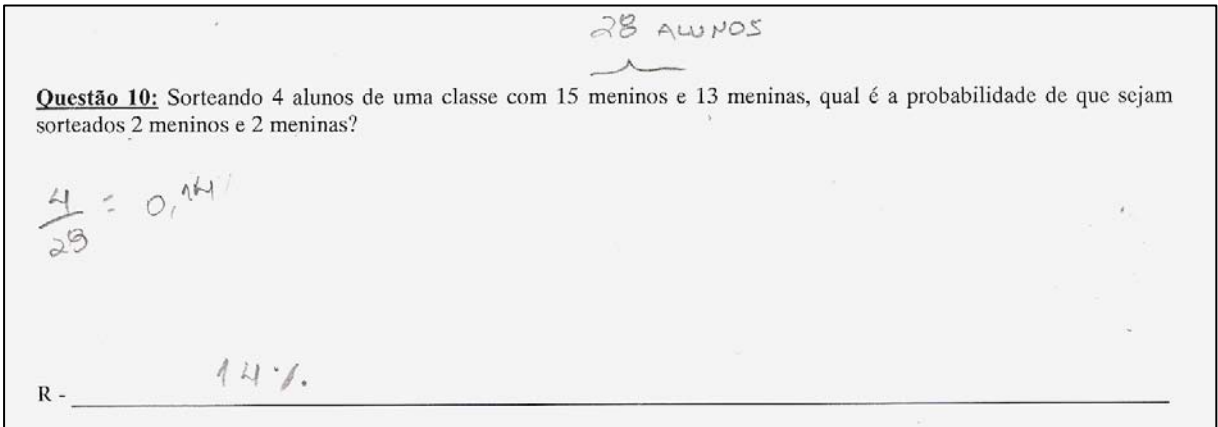 28 ALUNOS
Questão 10: Sorteando 4 alunos de uma classe com 15 meninos e 13 meninas, qual é a probabilidade de que sejam
sorteados 2 meninos e 2 meninas?
4/28 = 0,14
R - 14%.